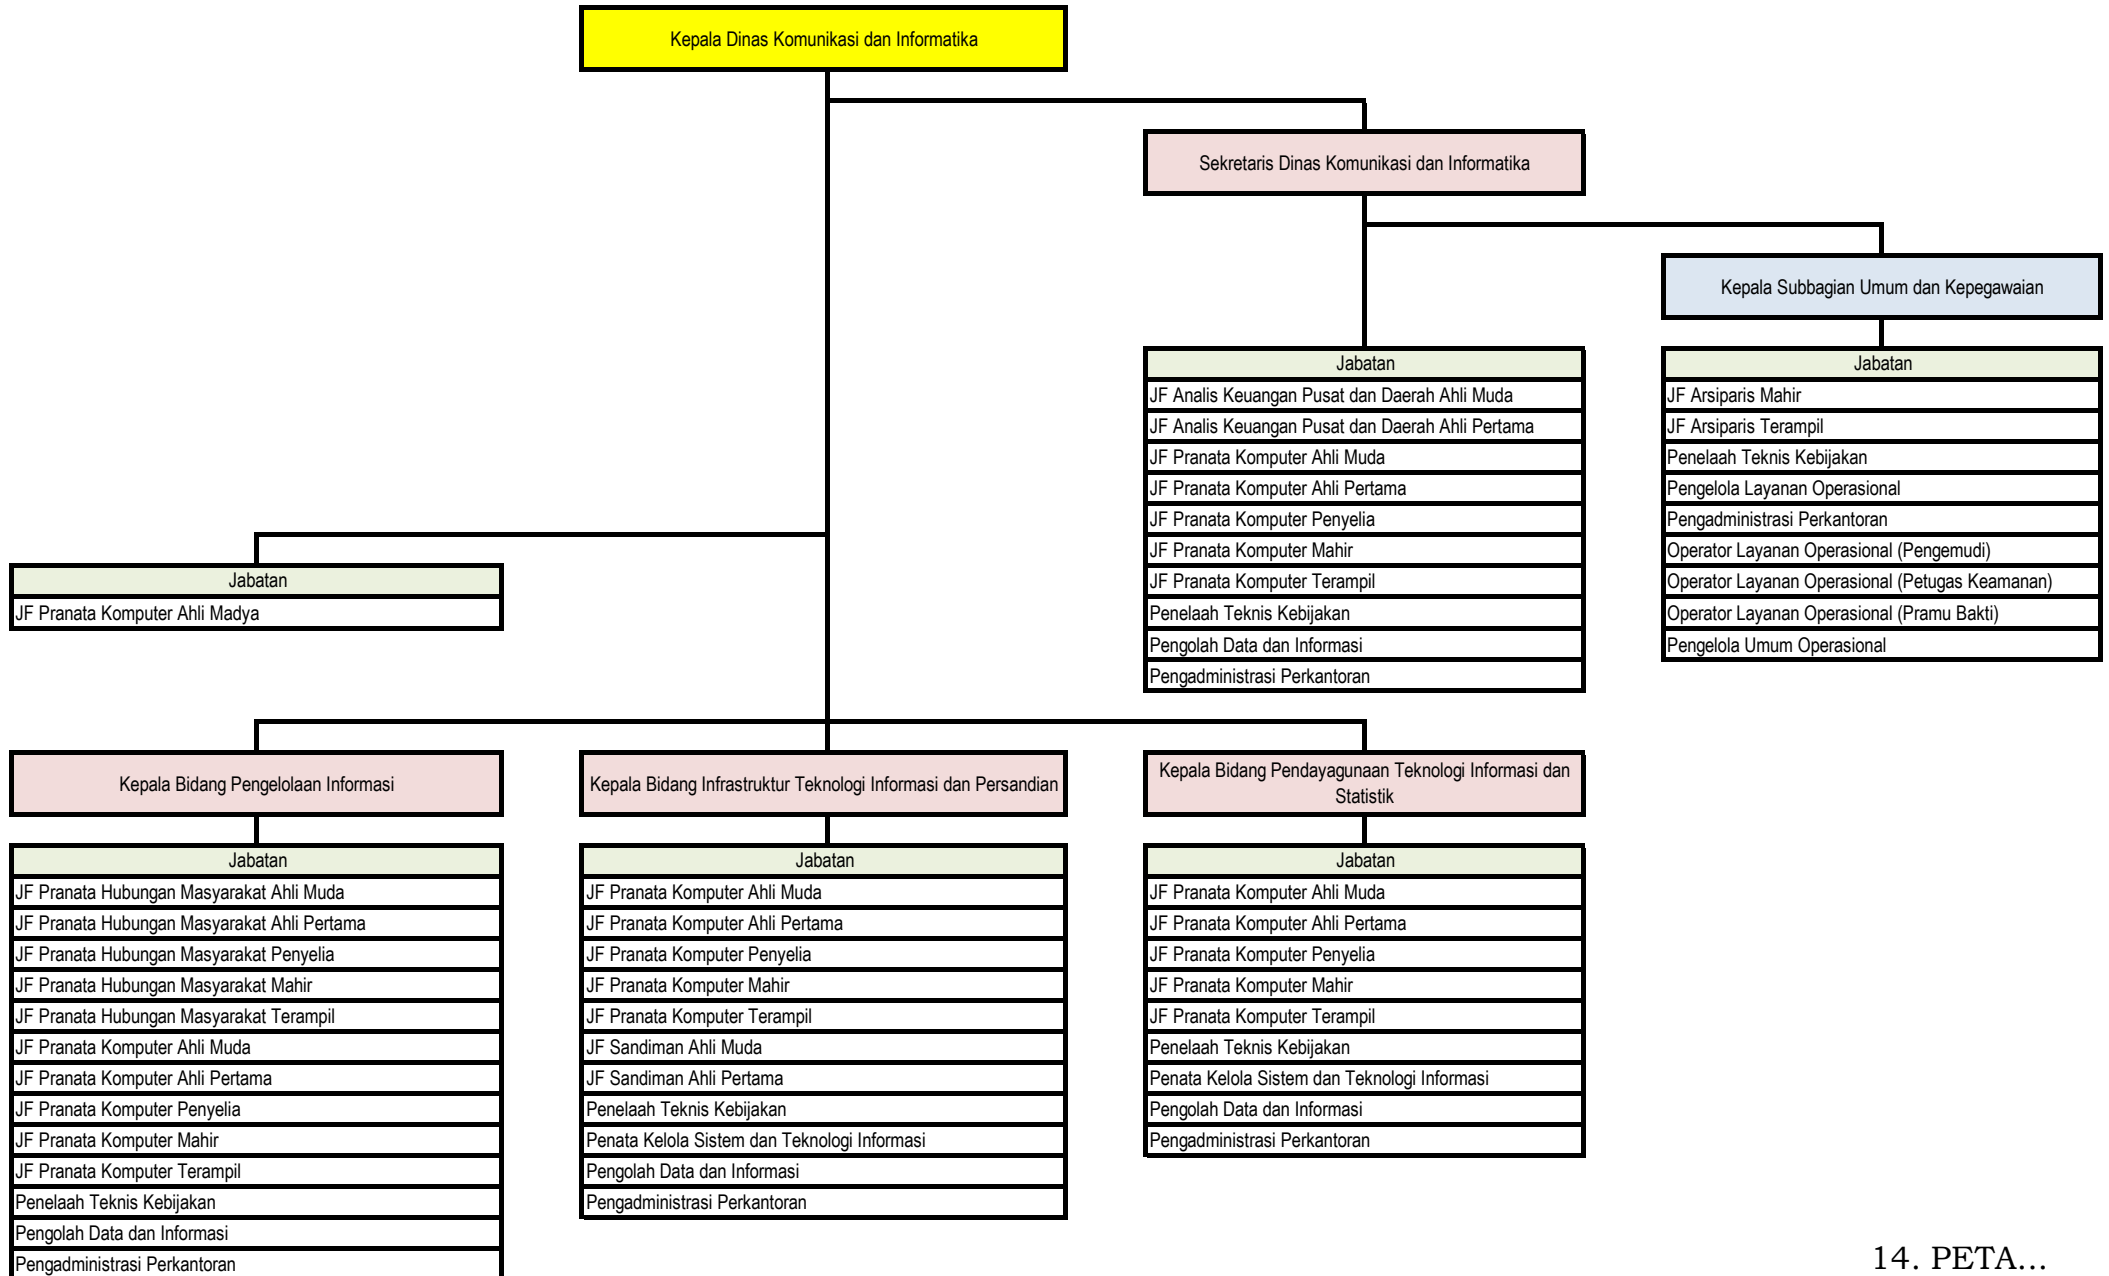 Kepala Dinas Komunikasi dan Informatika
Sekretaris Dinas Komunikasi dan Informatika
Kepala Subbagian Umum dan Kepegawaian
Jabatan
JF Analis Keuangan Pusat dan Daerah Ahli Muda
JF Analis Keuangan Pusat dan Daerah Ahli Pertama
JF Pranata Komputer Ahli Muda
JF Pranata Komputer Ahli Pertama
JF Pranata Komputer Penyelia
JF Pranata Komputer Mahir
JF Pranata Komputer Terampil
Penelaah Teknis Kebijakan
Pengolah Data dan Informasi
Pengadministrasi Perkantoran
Jabatan
JF Arsiparis Mahir
JF Arsiparis Terampil
Penelaah Teknis Kebijakan
Pengelola Layanan Operasional
Pengadministrasi Perkantoran
Operator Layanan Operasional (Pengemudi)
Operator Layanan Operasional (Petugas Keamanan)
Operator Layanan Operasional (Pramu Bakti)
Pengelola Umum Operasional
Jabatan
JF Pranata Komputer Ahli Madya
Kepala Bidang Pengelolaan Informasi
Jabatan
JF Pranata Hubungan Masyarakat Ahli Muda
JF Pranata Hubungan Masyarakat Ahli Pertama
JF Pranata Hubungan Masyarakat Penyelia
JF Pranata Hubungan Masyarakat Mahir
JF Pranata Hubungan Masyarakat Terampil
JF Pranata Komputer Ahli Muda
JF Pranata Komputer Ahli Pertama
JF Pranata Komputer Penyelia
JF Pranata Komputer Mahir
JF Pranata Komputer Terampil
Penelaah Teknis Kebijakan
Pengolah Data dan Informasi
Pengadministrasi Perkantoran
Kepala Bidang Infrastruktur Teknologi Informasi dan Persandian
Jabatan
JF Pranata Komputer Ahli Muda
JF Pranata Komputer Ahli Pertama
JF Pranata Komputer Penyelia
JF Pranata Komputer Mahir
JF Pranata Komputer Terampil
JF Sandiman Ahli Muda
JF Sandiman Ahli Pertama
Penelaah Teknis Kebijakan
Penata Kelola Sistem dan Teknologi Informasi
Pengolah Data dan Informasi
Pengadministrasi Perkantoran
Kepala Bidang Pendayagunaan Teknologi Informasi dan
Statistik
Jabatan
JF Pranata Komputer Ahli Muda
JF Pranata Komputer Ahli Pertama
JF Pranata Komputer Penyelia
JF Pranata Komputer Mahir
JF Pranata Komputer Terampil
Penelaah Teknis Kebijakan
Penata Kelola Sistem dan Teknologi Informasi
Pengolah Data dan Informasi
Pengadministrasi Perkantoran
14. PETA...